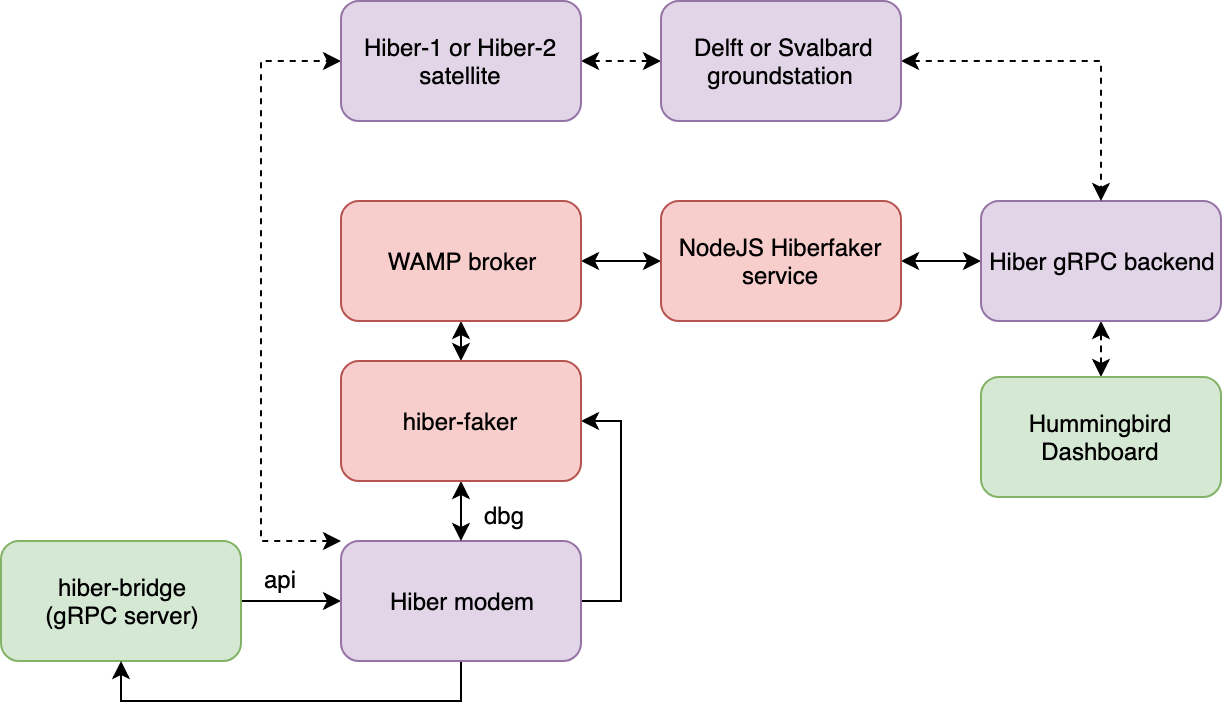 Hiber-1 or Hiber-2
satellite
Delft or Svalbard
groundstation
WAMP broker
NodeJS Hiberfaker
service
Hiber gRPC backend
hiber-faker
Hummingbird
Dashboard
dbg
hiber-bridge
(gRPC server)
api
Hiber modem